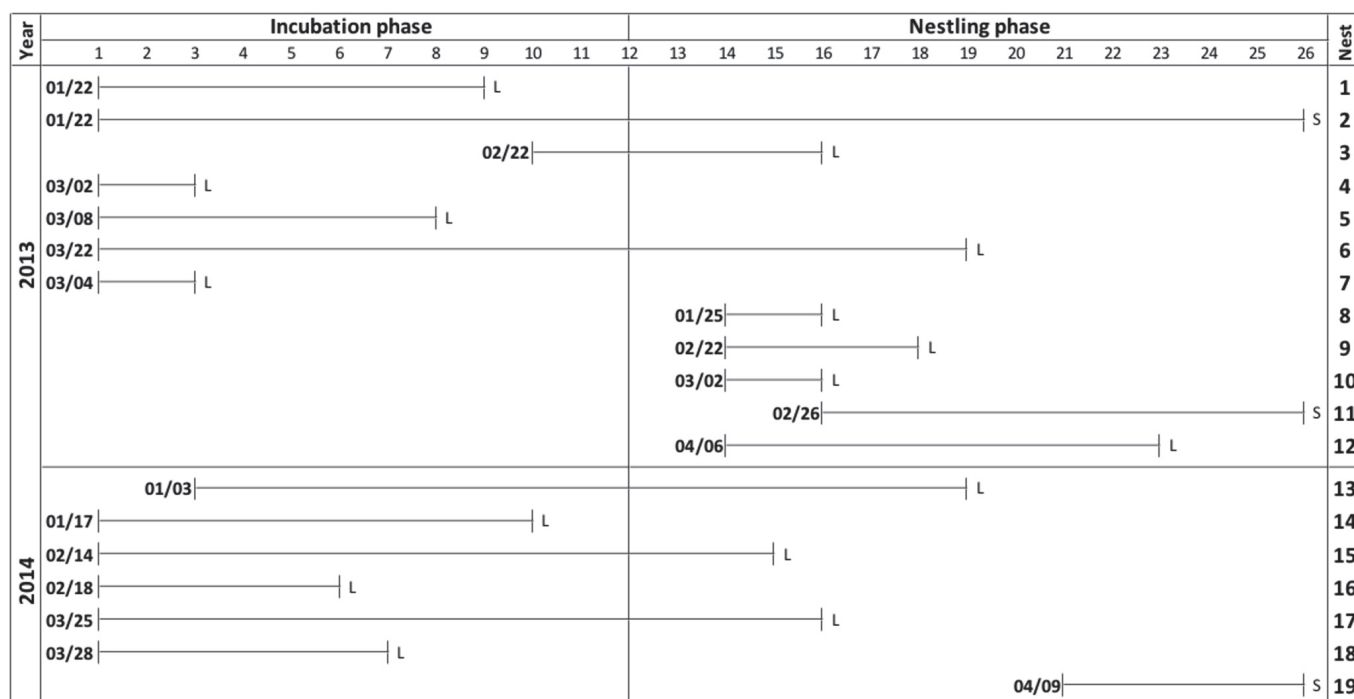 Year Incubation phase Nestling phase Nest
1 2 3 4 5 6 7 8 9 10 11 12 13 14 15 16 17 18 19 20 21 22 23 24 25 26
2013
01/22 L 1
01/22 S 2
02/22 L 3
03/02 L 4
03/08 L 5
03/22 L 6
03/04 L 7
01/25 L 8
02/22 L 9
03/02 L 10
02/26 S 11
04/06 L 12
2014
01/03 L 13
01/17 L 14
02/14 L 15
02/18 L 16
03/25 L 17
03/28 L 18
04/09 S 19